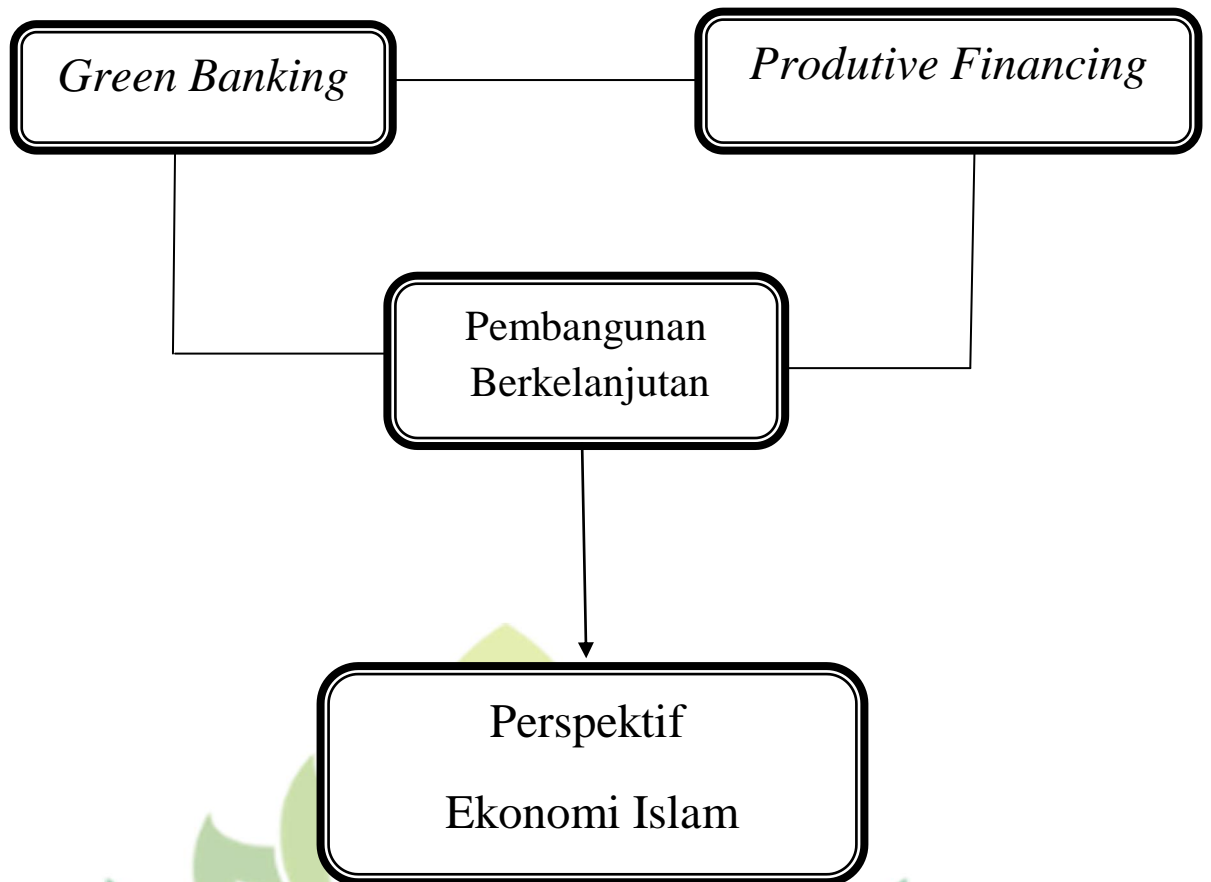 Green Banking
Produtive Financing
Pembangunan
Berkelanjutan
Perspektif
Ekonomi Islam